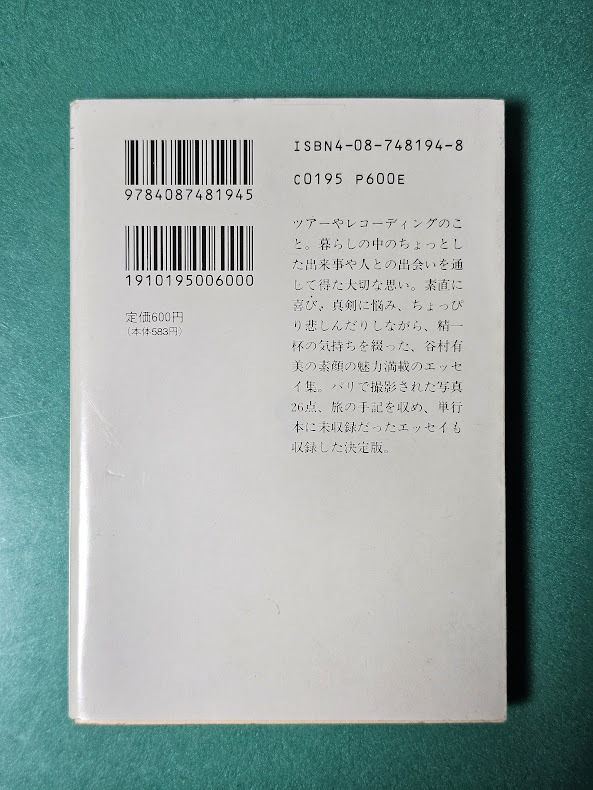 ISBN4-08-748194-8
C0195 P600E
9784087481945
1910195006000
定価600円
(本体583円)
ツアーやレコーディングのこ
と。暮らしの中のちょっとし
た出来事や人との出会いを通
して得た大切な思い。素直に
喜び、真剣に悩み、ちょっぴ
り悲しんだりしながら、精一
杯の気持ちを綴った、谷村有
美の素顔の魅力満載のエッセ
イ集。パリで撮影された写真
26点、旅の手記を収め、単行
本に未収録だったエッセイも
収録した決定版。